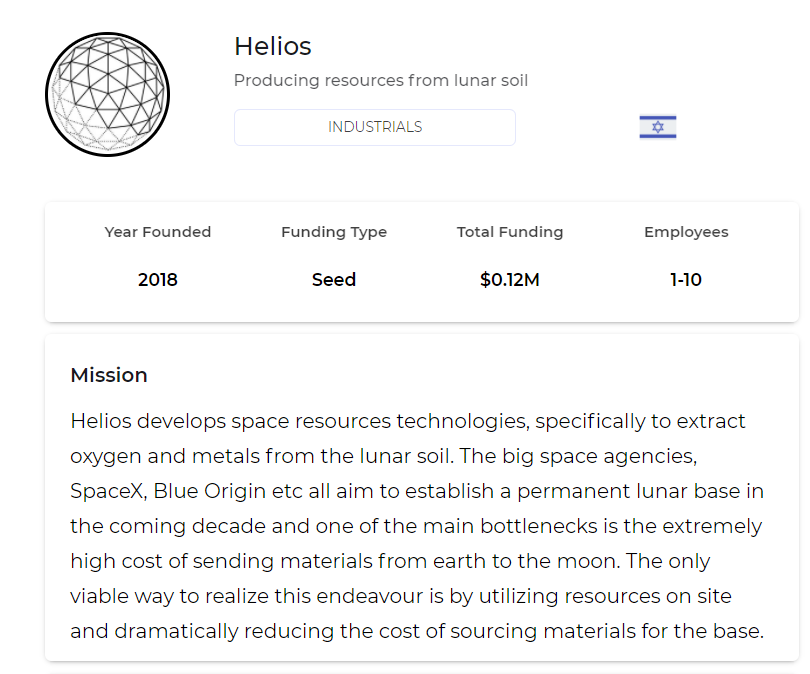 Helios
Producing resources from lunar soil
INDUSTRIALS
Year Founded
Funding Type
Total Funding
Employees
2018
Seed
$0.12M
1-10
Mission
Helios develops space resources technologies, specifically to extract
oxygen and metals from the lunar soil. The big space agencies,
SpaceX, Blue Origin etc all aim to establish a permanent lunar base in
the coming decade and one of the main bottlenecks is the extremely
high cost of sending materials from earth to the moon. The only
viable way to realize this endeavour is by utilizing resources on site
and dramatically reducing the cost of sourcing materials for the base.